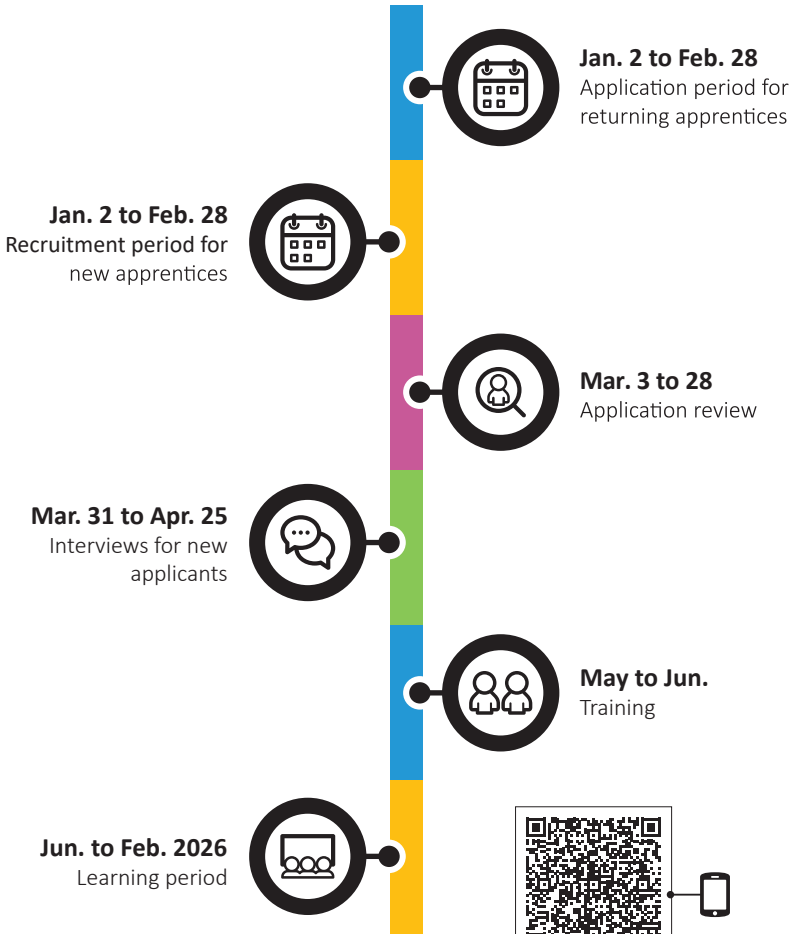 Jan. 2 to Feb. 28
Application period for
returning apprentices
Jan. 2 to Feb. 28
Recruitment period for
new apprentices
Mar. 3 to 28
Application review
Mar. 31 to Apr. 25
Interviews for new
applicants
May to Jun.
Training
Jun. to Feb. 2026
Learning period